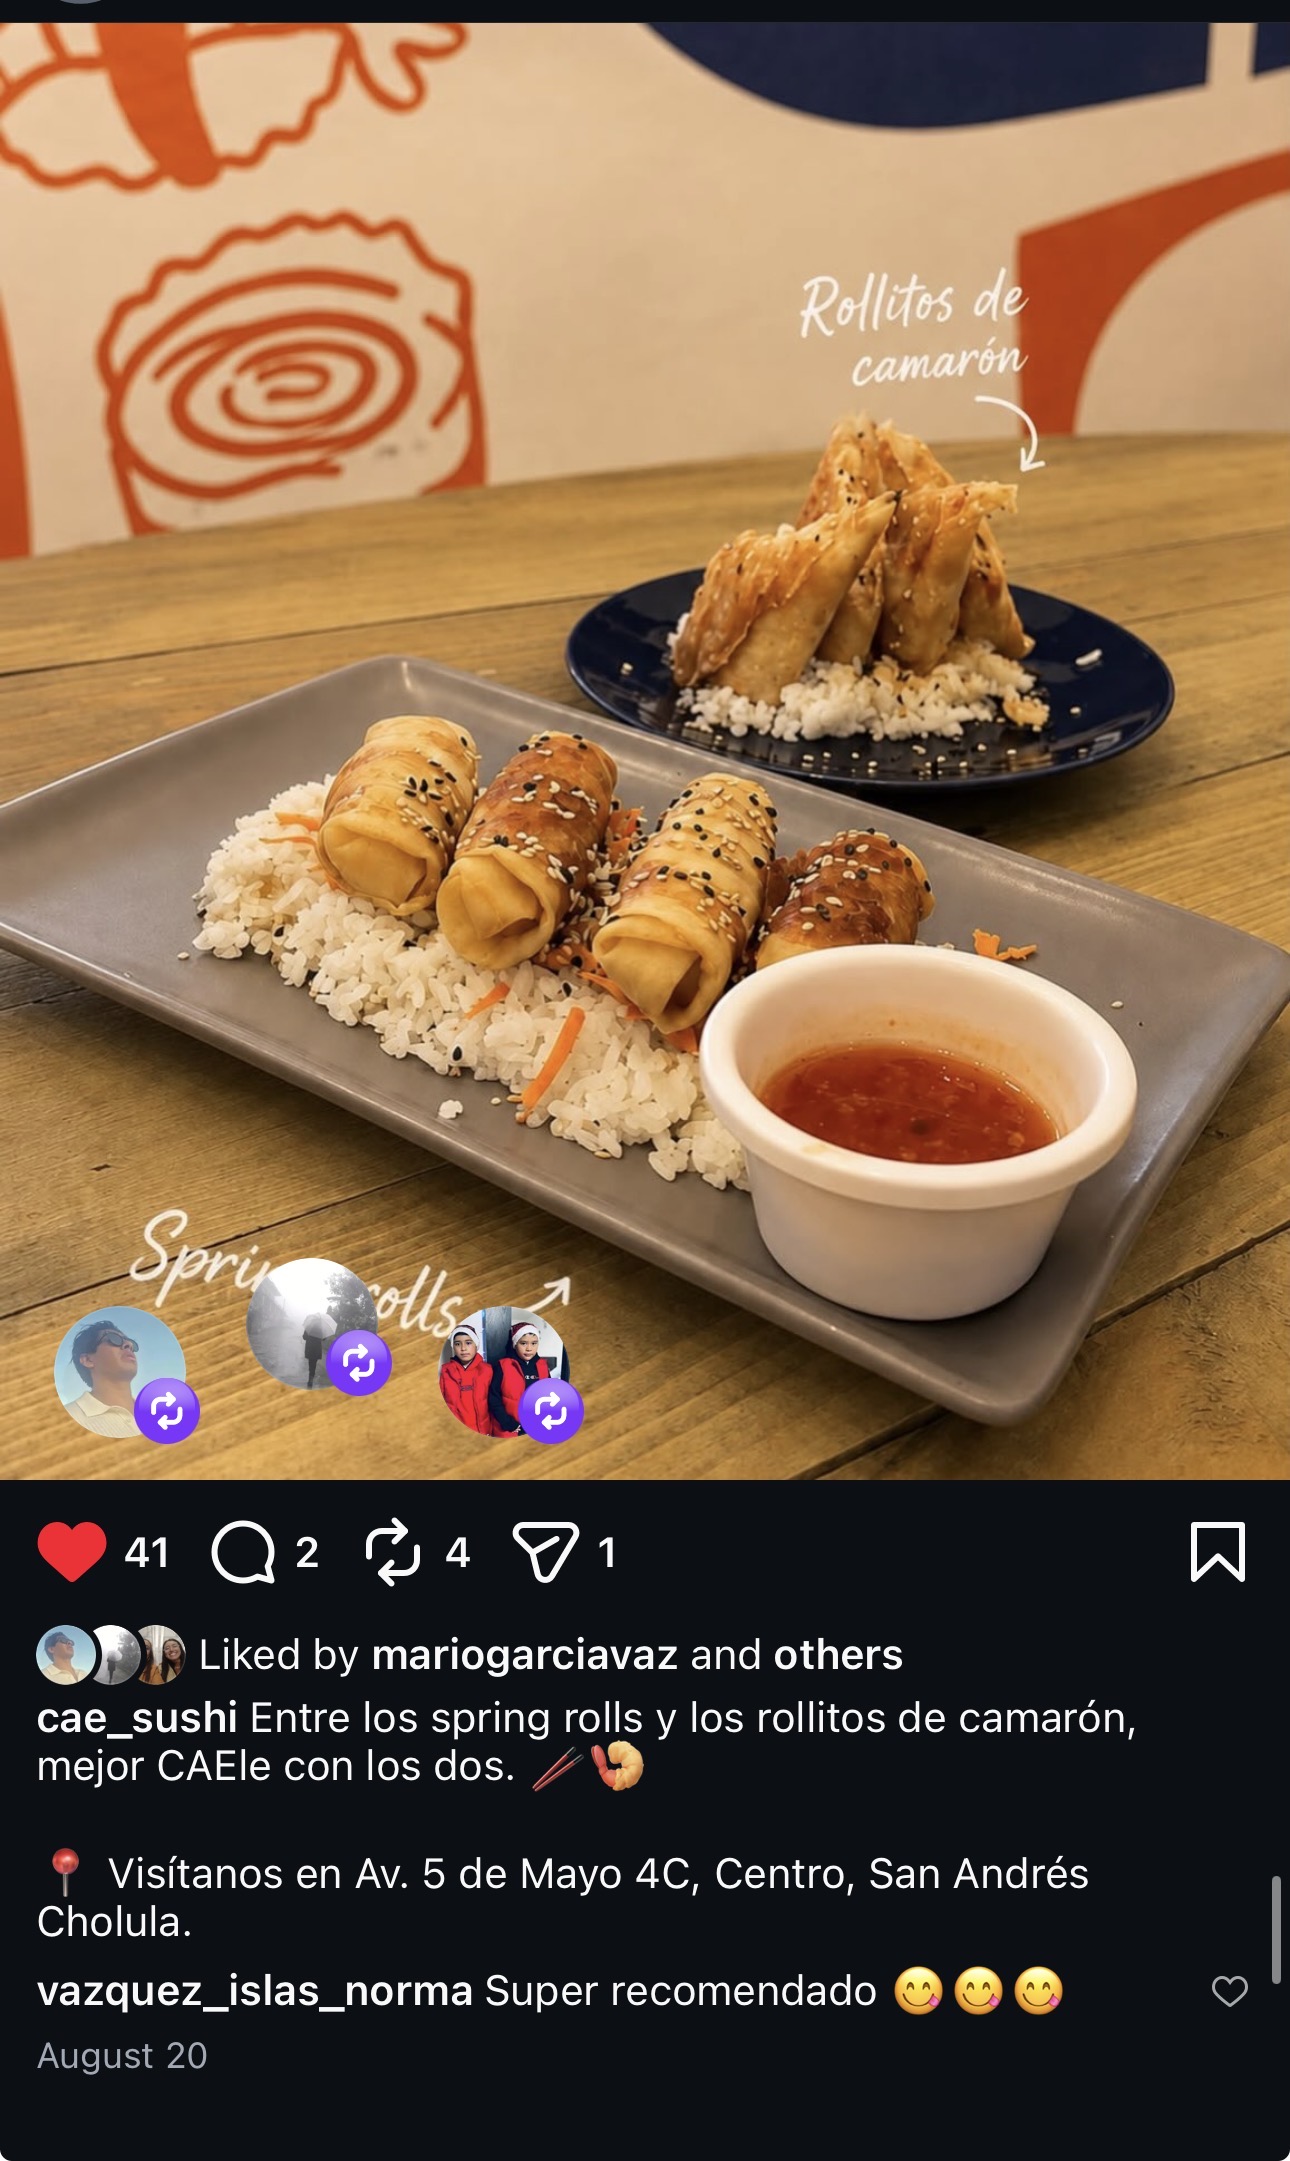 Rollitos de
camarón
rolls
41 2 4 1
Liked by mariogarciavaz and others
cae_sushi Entre los spring rolls y los rollitos de camarón,
mejor CAEle con los dos. 🥢🍤
📍 Visítanos en Av. 5 de Mayo 4C, Centro, San Andrés
Cholula.
vazquez_islas_norma Super recomendado 😋😋😋
August 20